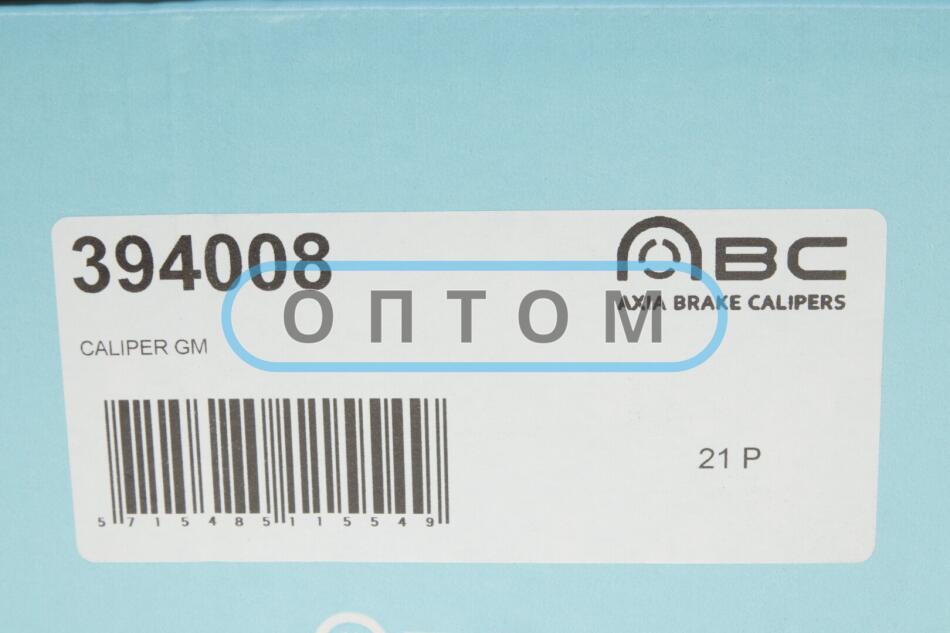 394008
ABC
AXIA BRAKE CALIPERS
ОПТОМ
CALIPER GM
21 P
5 715485 115549